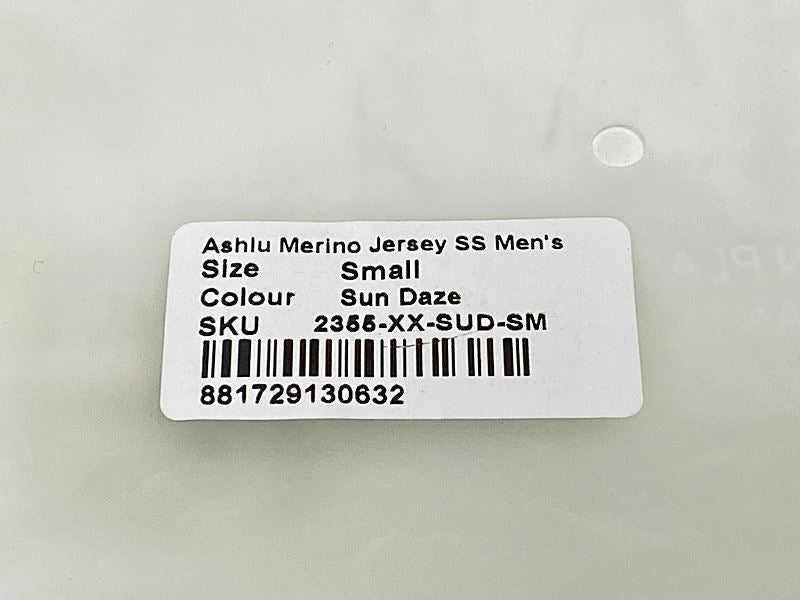 Ashlu Merino Jersey SS Men's
Size Small
Colour Sun Daze
SKU 2355-XX-SUD-SM
881729130632